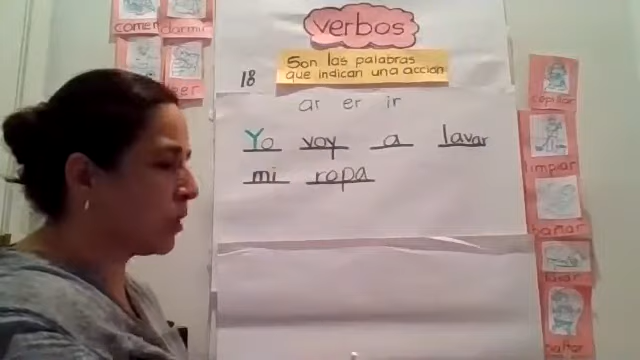 verbos
Son las palabras
que indican una acción
18
ar er ir
Yo voy a lavar
mi ropa
comer
dormir
leer
cepillar
limpiar
bañar
saltar